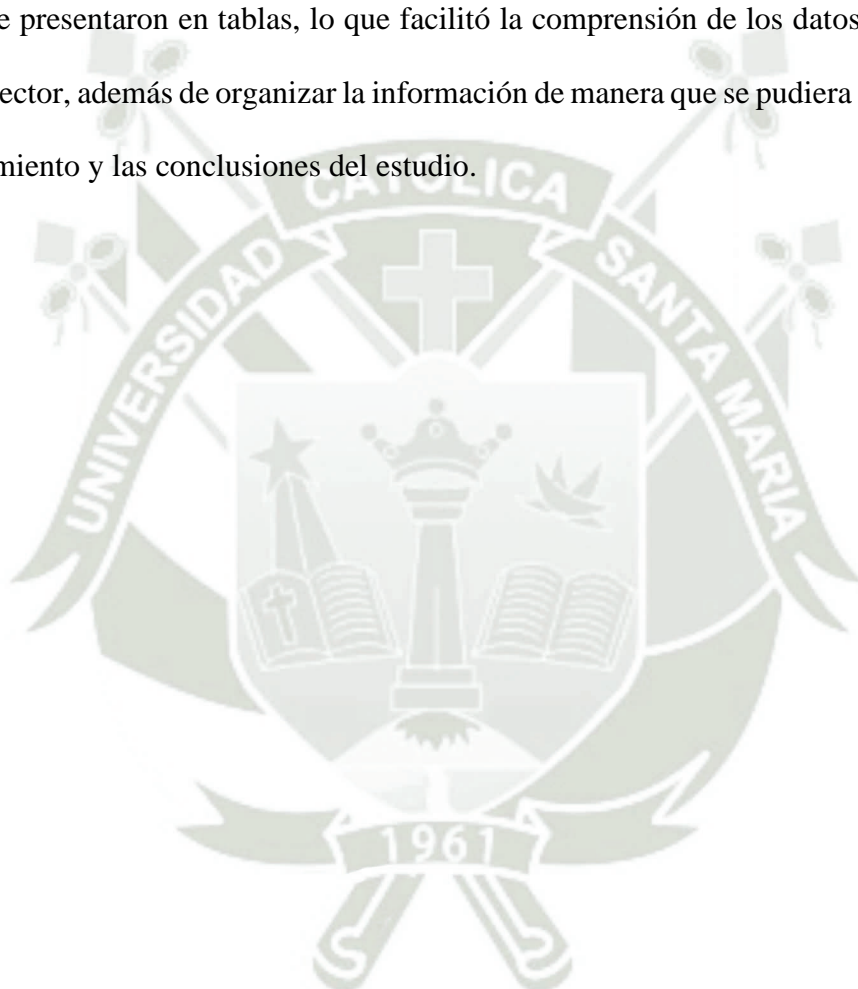 e presentaron en tablas, lo que facilitó la comprensión de los datos
ector, además de organizar la información de manera que se pudiera
miento y las conclusiones del estudio.
UNIVERSIDAD CATOLICA SANTA MARIA
1961